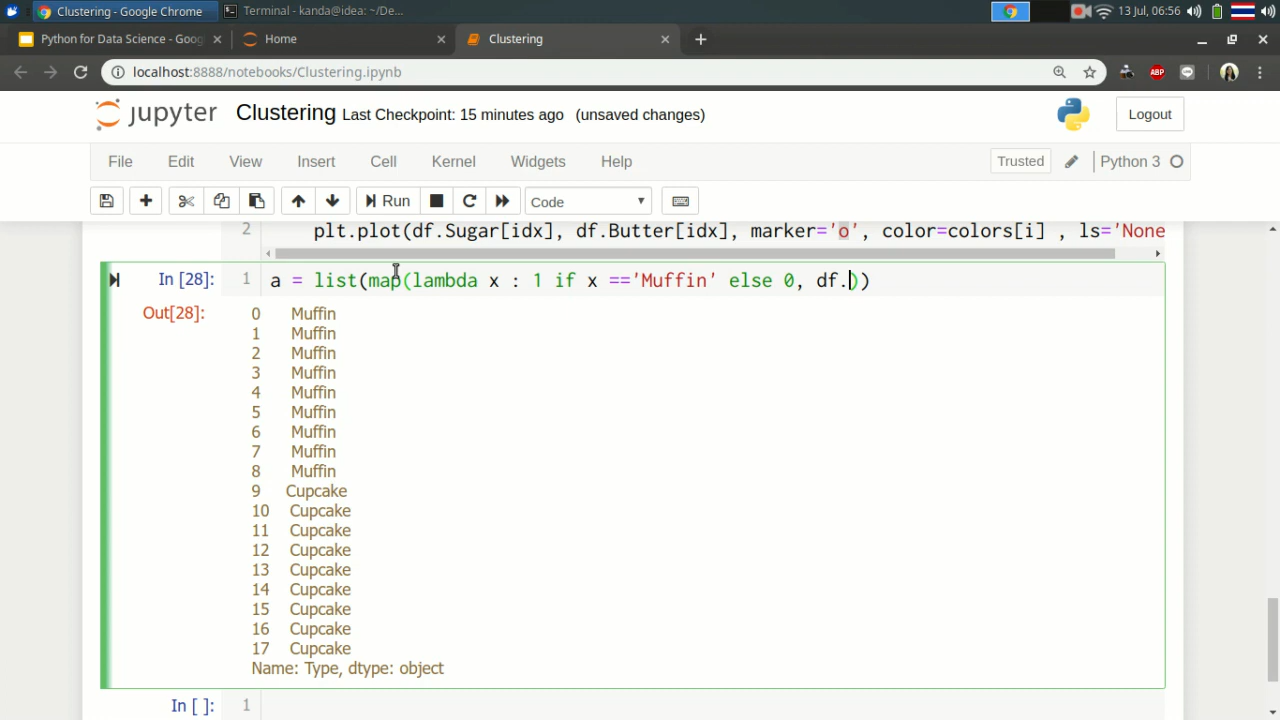 Clustering - Google Chrome
Terminal - kanda@idea: ~/De...
13 Jul, 06:56
Python for Data Science - Goog
Home
Clustering
localhost:8888/notebooks/Clustering.ipynb
ABP
jupyter
Clustering Last Checkpoint: 15 minutes ago (unsaved changes)
Logout
File Edit View Insert Cell Kernel Widgets Help
Trusted
Python 3
Run
Code
2 plt.plot(df.Sugar[idx], df.Butter[idx], marker='o', color=colors[i] , ls='None
In [28]: 1 a = list(map(lambda x : 1 if x =='Muffin' else 0, df.))
Out[28]: 0 Muffin
1 Muffin
2 Muffin
3 Muffin
4 Muffin
5 Muffin
6 Muffin
7 Muffin
8 Muffin
9 Cupcake
10 Cupcake
11 Cupcake
12 Cupcake
13 Cupcake
14 Cupcake
15 Cupcake
16 Cupcake
17 Cupcake
Name: Type, dtype: object
In [ ]: 1